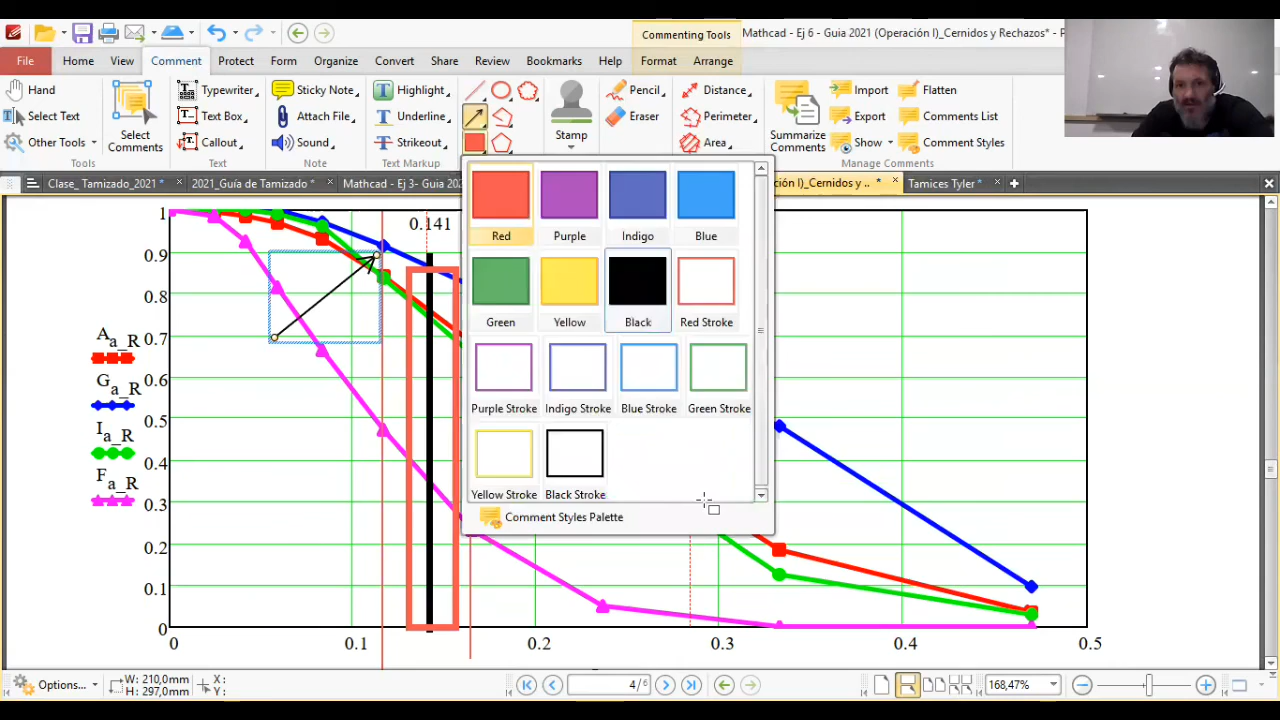 Commenting Tools
Mathcad - Ej 6 - Guia 2021 (Operación I)_Cernidos y Rechazos* - P
File Home View Comment Protect Form Organize Convert Share Review Bookmarks Help Format Arrange
Hand
Select Text
Other Tools
Tools
Select
Comments
Typewriter
Text Box
Callout
Text
Sticky Note
Attach File
Sound
Note
Highlight
Underline
Strikeout
Text Markup
Stamp
Pencil
Eraser
Distance
Perimeter
Area
Summarize
Comments
Import
Export
Show
Flatten
Comments List
Comment Styles
Manage Comments
Clase_ Tamizado_2021 *
2021_Guía de Tamizado *
Mathcad - Ej 3- Guia 202
ación I)_Cernidos y .. *
Tamices Tyler *
Red Purple Indigo Blue
Green Yellow Black Red Stroke
Purple Stroke Indigo Stroke Blue Stroke Green Stroke
Yellow Stroke Black Stroke
Comment Styles Palette
0.141
1
0.9
0.8
0.7
0.6
0.5
0.4
0.3
0.2
0.1
0
A a_R
G a_R
I a_R
F a_R
0 0.1 0.2 0.3 0.4 0.5
Options...
W: 210,0mm
H: 297,0mm
X:
Y:
4/6
168,47%